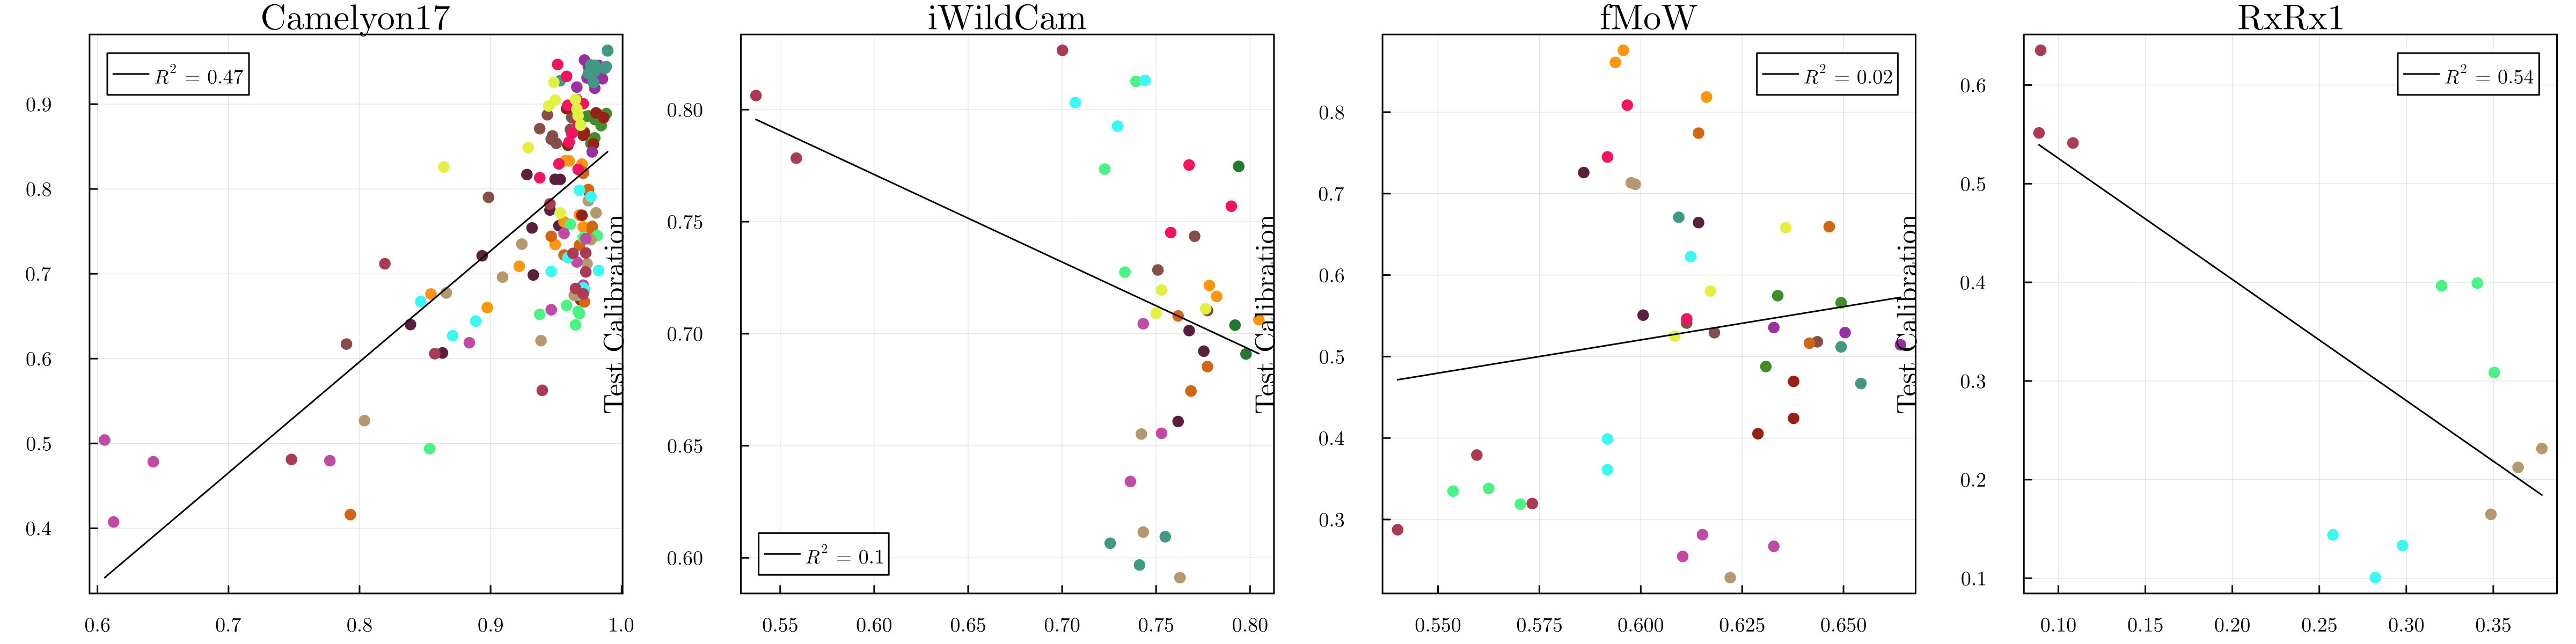 Camelyon17
R² = 0.47
0.9
0.8
0.7
0.6
0.5
0.4
0.6 0.7 0.8 0.9 1.0
iWildCam
Test Calibration
0.80
0.75
0.70
0.65
0.60
R² = 0.1
0.55 0.60 0.65 0.70 0.75 0.80
fMoW
Test Calibration
R² = 0.02
0.8
0.7
0.6
0.5
0.4
0.3
0.550 0.575 0.600 0.625 0.650
RxRx1
Test Calibration
R² = 0.54
0.6
0.5
0.4
0.3
0.2
0.1
0.10 0.15 0.20 0.25 0.30 0.35